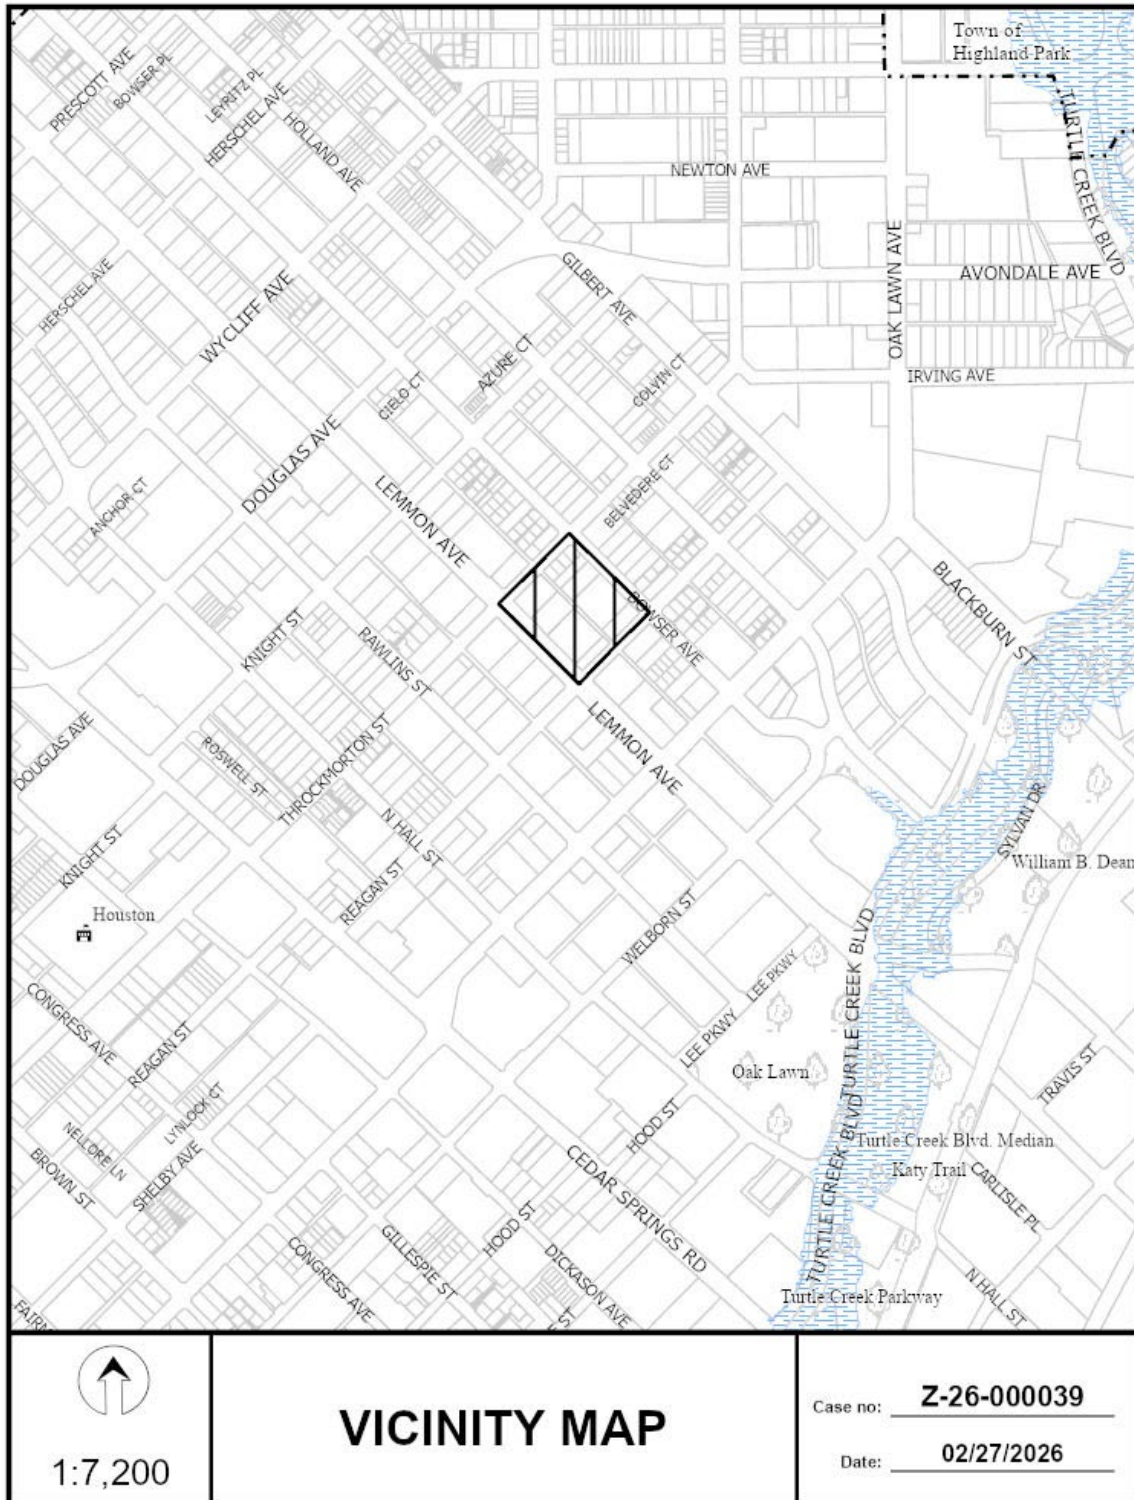 Town of
Highland Park
PRESCOTT AVE
BOWSER PL
LEYRITZ PL
HERSCHEL AVE
HOLLAND AVE
TURTLE CREEK BLVD
NEWTON AVE
OAK LAWN AVE
AVONDALE AVE
HERSCHEL AVE
WYCLIFF AVE
GILBERT AVE
AZURE CT
CIELO CT
COLVIN CT
IRVING AVE
DOUGLAS AVE
LEMMON AVE
BELVEDERE CT
ANCHOR CT
BLACKBURN ST
BOWSER AVE
KNIGHT ST
RAWLINS ST
LEMMON AVE
DOUGLAS AVE
ROSWELL ST
THROCKMORTON ST
N HALL ST
SYLVAN DR
KNIGHT ST
REAGAN ST
William B. Dean
Houston
WELBORN ST
TURTLE CREEK BLVD
LEE PKWY
CONGRESS AVE
REAGAN ST
LEE PKWY
Oak Lawn
TRAVIS ST
LYNLOCK CT
HOOD ST
NELLORE LN
Turtle Creek Blvd. Median
BROWN ST
SHELBY AVE
CEDAR SPRINGS RD
TURTLE CREEK BLVD
Katy Trail
CARLISLE PL
HOOD ST
GILLESPIE ST
CONGRESS AVE
DICKASON AVE
Turtle Creek Parkway
N HALL ST
FAIRM
ST
1:7,200
VICINITY MAP
Case no: Z-26-000039
Date: 02/27/2026